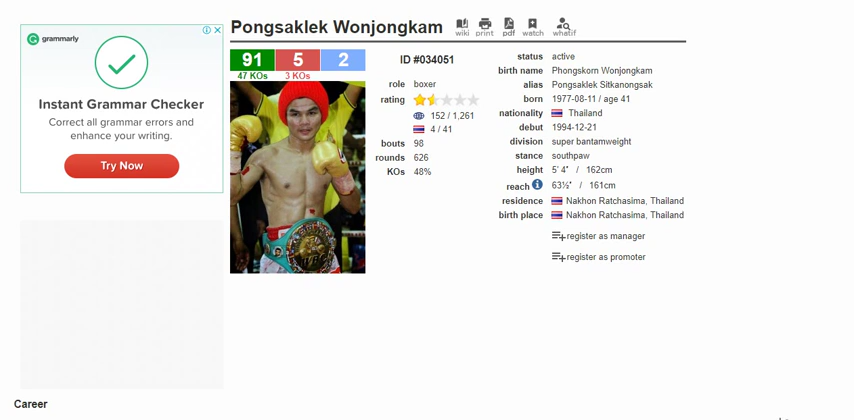 grammarly
Instant Grammar Checker
Correct all grammar errors and
enhance your writing.
Try Now
Pongsaklek Wonjongkam
wiki print pdf watch whatif
91 5 2
47 KOs 3 KOs
ID #034051
role boxer
rating
152 / 1,261
4 / 41
bouts 98
rounds 626
KOs 48%
status active
birth name Phongskorn Wonjongkam
alias Pongsaklek Sitkanongsak
born 1977-08-11 / age 41
nationality Thailand
debut 1994-12-21
division super bantamweight
stance southpaw
height 5' 4" / 162cm
reach 63½" / 161cm
residence Nakhon Ratchasima, Thailand
birth place Nakhon Ratchasima, Thailand
register as manager
register as promoter
Career